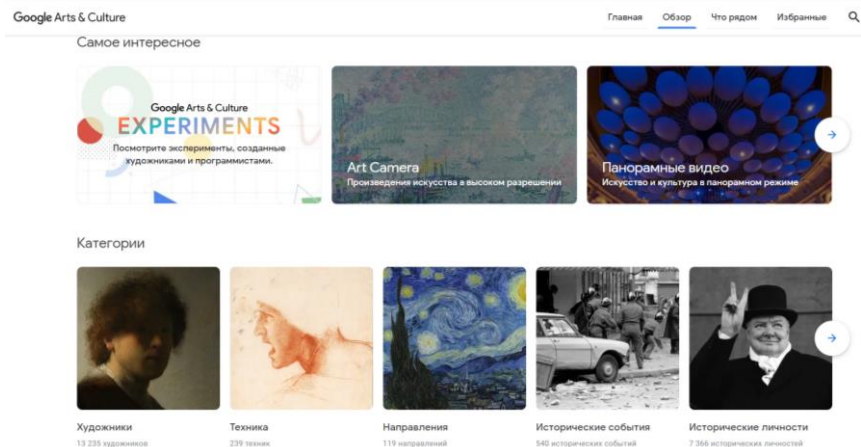 Google Arts & Culture
Главная Обзор Что рядом Избранные
Самое интересное
Google Arts & Culture
EXPERIMENTS
Посмотрите эксперименты, созданные
художниками и программистами.
Art Camera
Произведения искусства в высоком разрешении
Панорамные видео
Искусство и культура в панорамном режиме
Категории
Художники
13 235 художников
Техника
239 техник
Направления
119 направлений
Исторические события
540 исторических событий
Исторические личности
7 366 исторических личностей